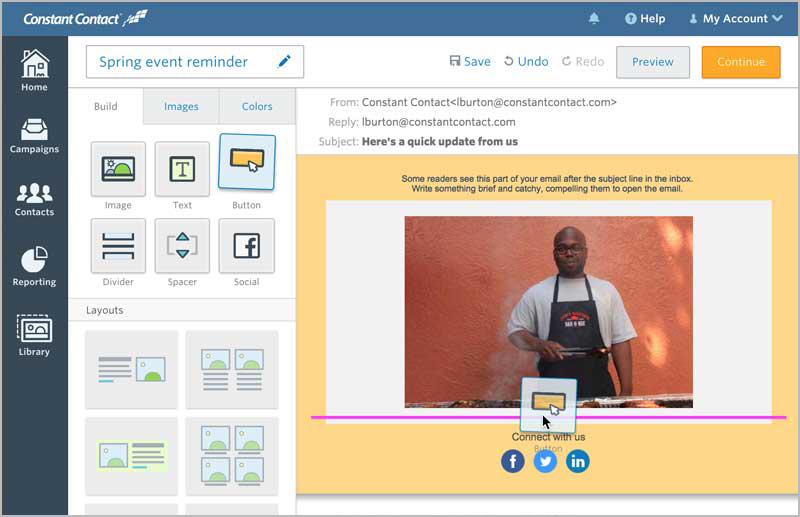 Constant Contact
Help
My Account
Home
Campaigns
Contacts
Reporting
Library
Spring event reminder
Save
Undo
Redo
Preview
Continue
Build
Images
Colors
Image
Text
Button
Divider
Spacer
Social
Layouts
From: Constant Contact<lburton@constantcontact.com>
Reply: lburton@constantcontact.com
Subject: Here's a quick update from us
Some readers see this part of your email after the subject line in the inbox.
Write something brief and catchy, compelling them to open the email.
BAR-B-QUE
Connect with us
Button